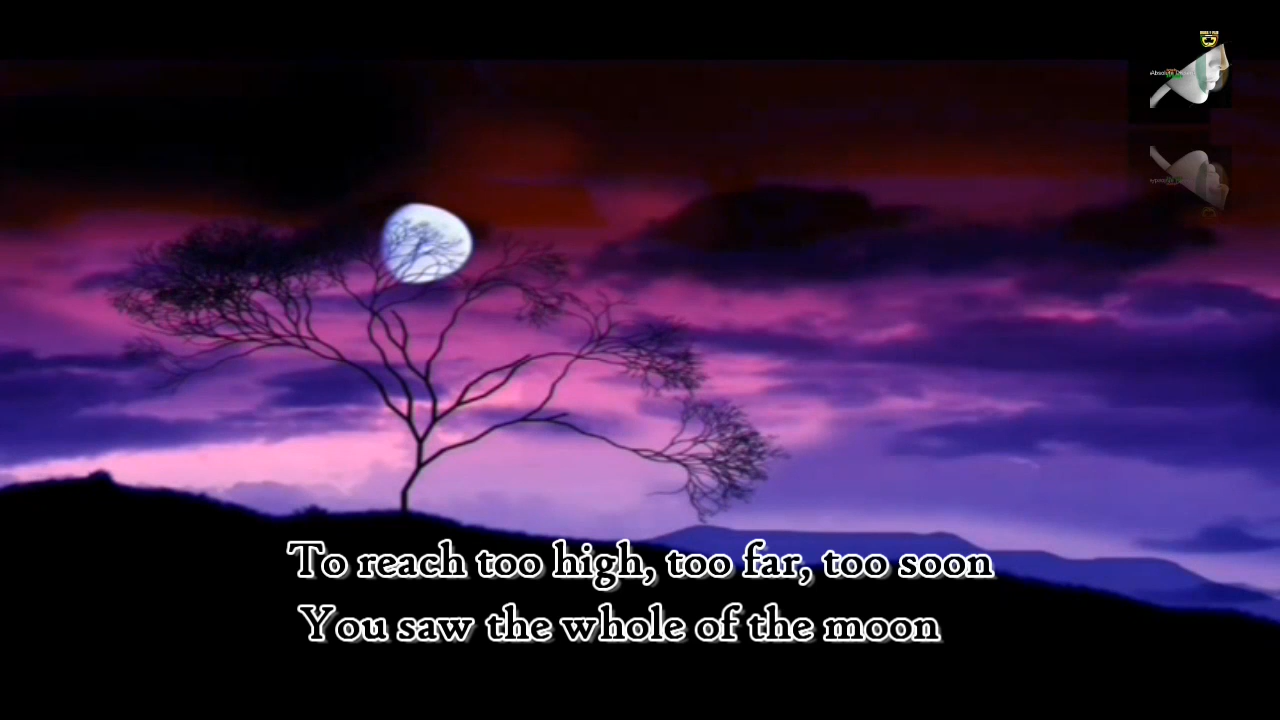 To reach too high, too far, too soon
You saw the whole of the moon